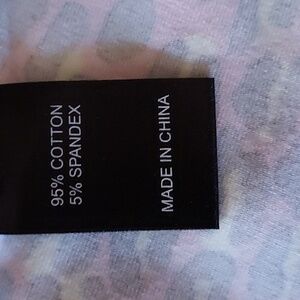 95% COTTON
5% SPANDEX
MADE IN CHINA